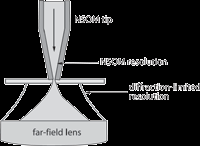 NSOM tip
NSOM resolution
diffraction-limited
resolution
far-field lens